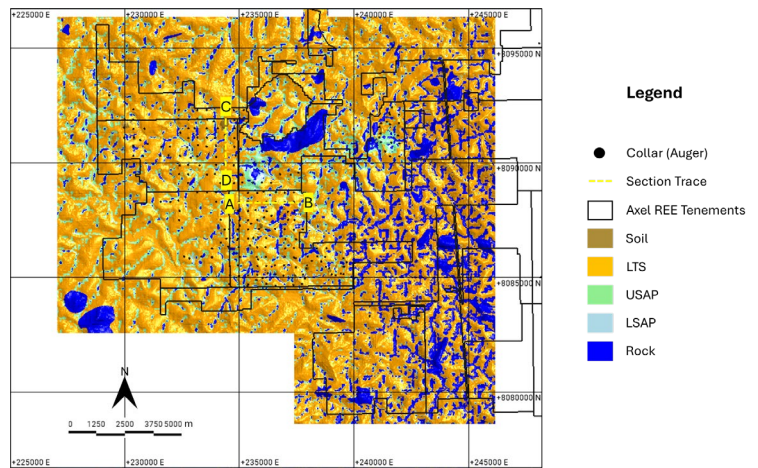 +225000 E
+230000 E
+235000 E
+240000 E
+245000 E
+8095000 N
C
+8090000 N
D
A
B
+8085000 N
N
+8080000 N
0 1250 2500 3750 5000 m
+225000 E
+230000 E
+235000 E
+240000 E
+245000 E
Legend
Collar (Auger)
Section Trace
Axel REE Tenements
Soil
LTS
USAP
LSAP
Rock